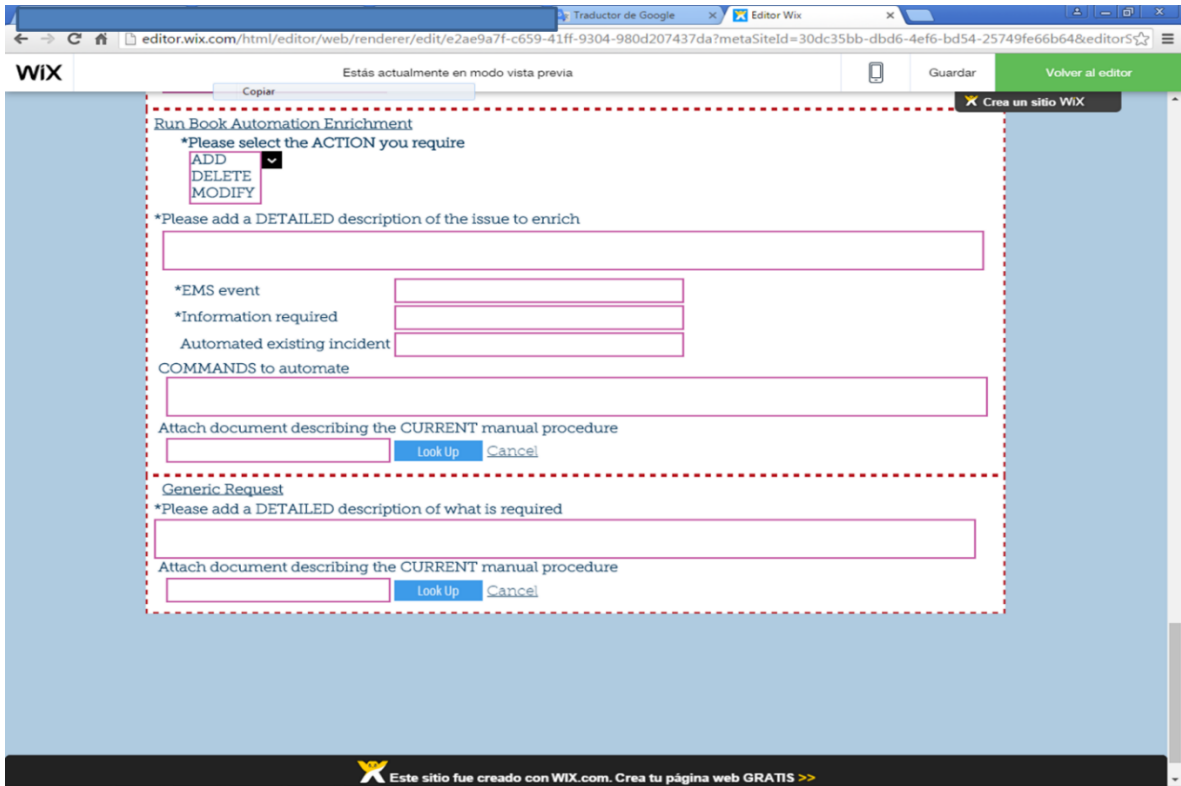 Traductor de Google
Editor Wix
editor.wix.com/html/editor/web/renderer/edit/e2ae9a7f-c659-41ff-9304-980d207437da?metaSiteId=30dc35bb-dbd6-4ef6-bd54-25749fe66b64&editorS
WiX Estás actualmente en modo vista previa Guardar Volver al editor
Copiar
Crea un sitio WiX
Run Book Automation Enrichment
*Please select the ACTION you require
ADD
DELETE
MODIFY
*Please add a DETAILED description of the issue to enrich
*EMS event
*Information required
Automated existing incident
COMMANDS to automate
Attach document describing the CURRENT manual procedure
Look Up Cancel
Generic Request
*Please add a DETAILED description of what is required
Attach document describing the CURRENT manual procedure
Look Up Cancel
Este sitio fue creado con WIX.com. Crea tu página web GRATIS >>